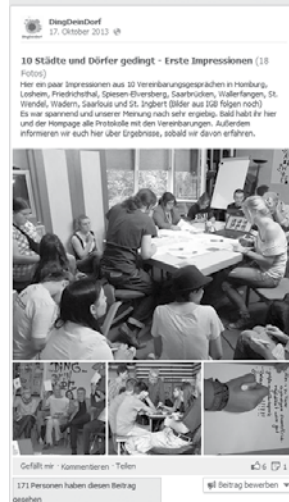 DingDeinDorf
17. Oktober 2013
10 Städte und Dörfer gedingt - Erste Impressionen (18
Fotos)
Hier ein paar Impressionen aus 10 Vereinbarungsgesprächen in Homburg,
Losheim, Friedrichsthal, Spiesen-Elversberg, Saarbrücken, Wallerfangen, St.
Wendel, Wadern, Saarlouis und St. Ingbert (Bilder aus IGB folgen noch)
Es war spannend und unserer Meinung nach sehr ergiebig. Bald habt ihr hier
und der Hompage alle Protokolle mit den Vereinbarungen. Außerdem
informieren wir euch hier über Ergebnisse, sobald wir davon erfahren.
DING
Gefällt mir · Kommentieren · Teilen
6 1
171 Personen haben diesen Beitrag
gesehen
Beitrag bewerben